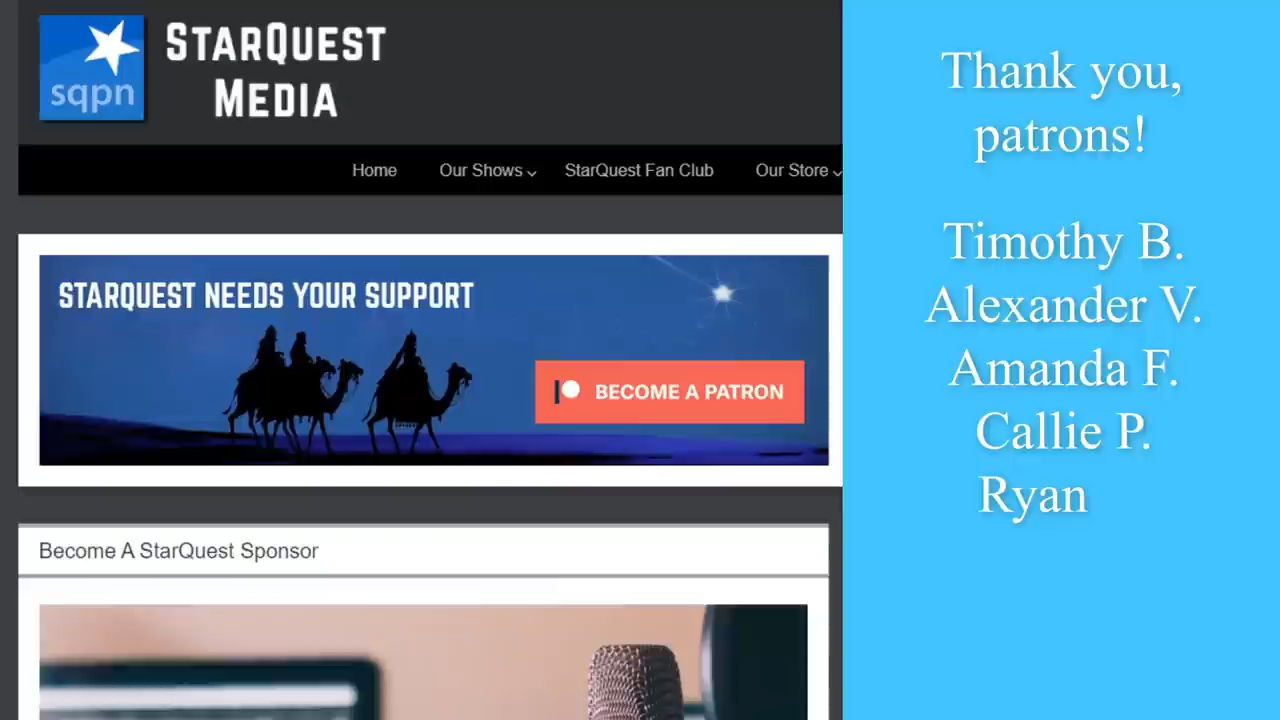 sqpn
STARQUEST
MEDIA
Home Our Shows StarQuest Fan Club Our Store
STARQUEST NEEDS YOUR SUPPORT
BECOME A PATRON
Become A StarQuest Sponsor
Thank you,
patrons!
Timothy B.
Alexander V.
Amanda F.
Callie P.
Ryan